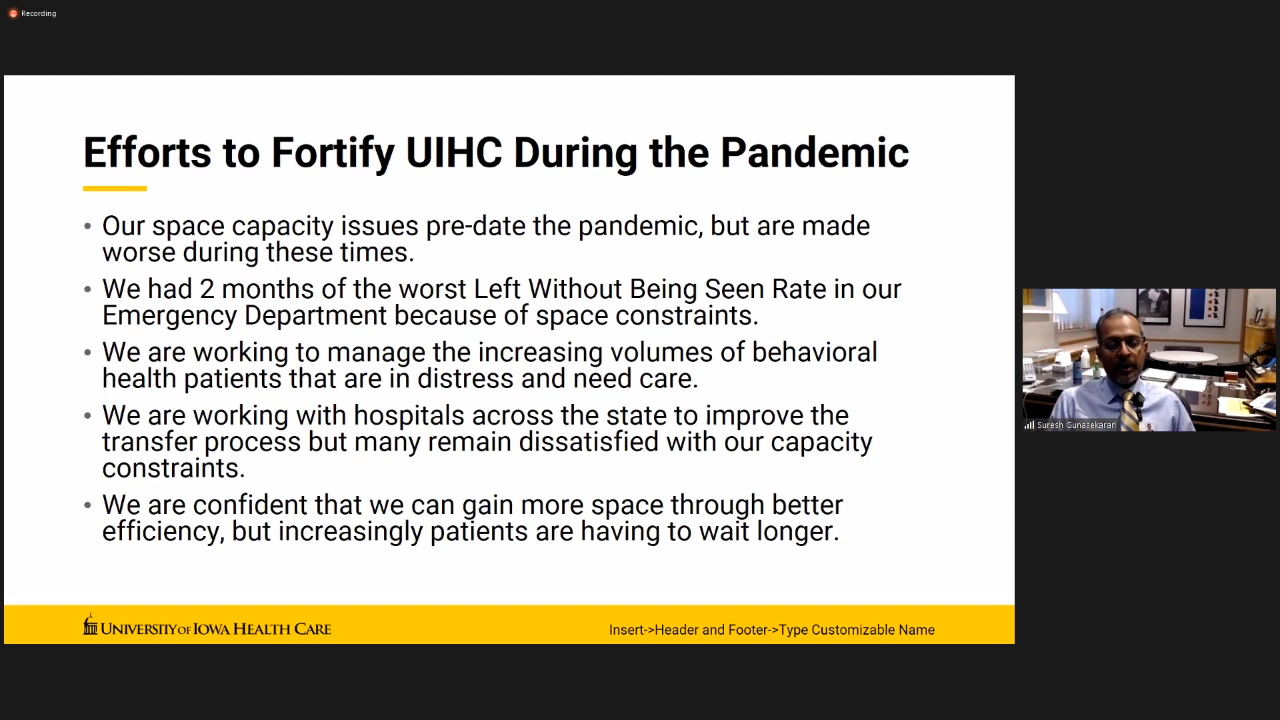 Recording
Efforts to Fortify UIHC During the Pandemic
• Our space capacity issues pre-date the pandemic, but are made
worse during these times.
• We had 2 months of the worst Left Without Being Seen Rate in our
Emergency Department because of space constraints.
• We are working to manage the increasing volumes of behavioral
health patients that are in distress and need care.
• We are working with hospitals across the state to improve the
transfer process but many remain dissatisfied with our capacity
constraints.
• We are confident that we can gain more space through better
efficiency, but increasingly patients are having to wait longer.
UNIVERSITY OF IOWA HEALTH CARE
Insert->Header and Footer->Type Customizable Name
Suresh Gunasekaran